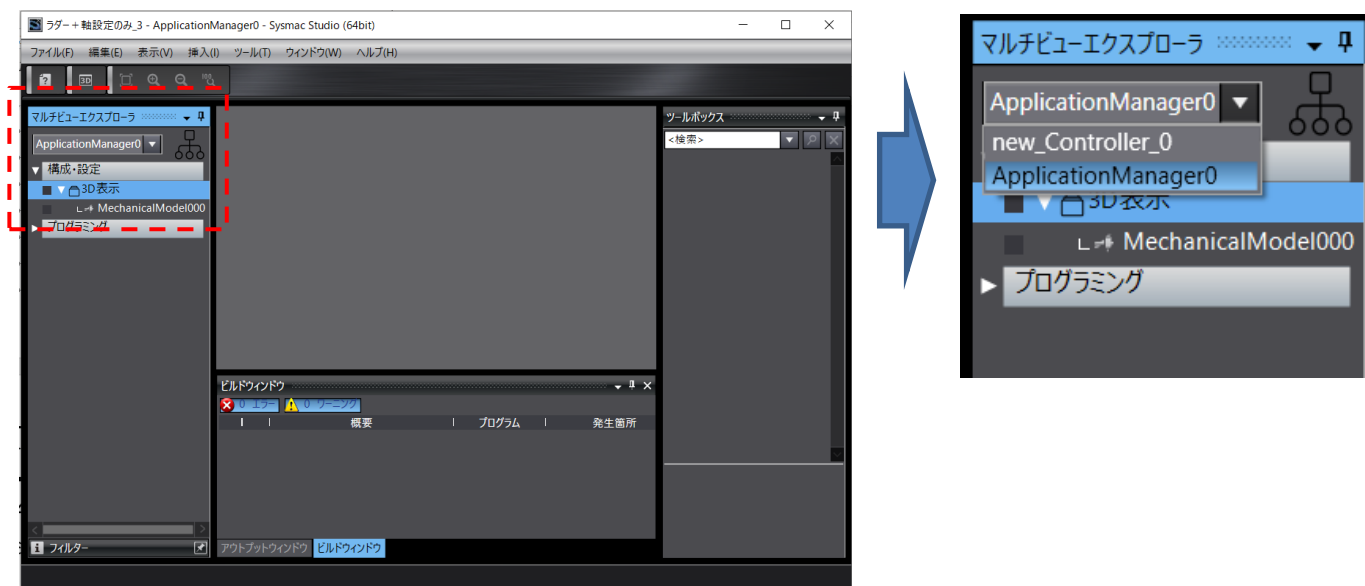 ラダー+軸設定のみ_3 - ApplicationManager0 - Sysmac Studio (64bit)
ファイル(F) 編集(E) 表示(V) 挿入(I) ツール(T) ウィンドウ(W) ヘルプ(H)
3D
マルチビューエクスプローラ
ApplicationManager0
構成・設定
3D表示
MechanicalModel000
プログラミング
フィルター
ビルドウィンドウ
0 エラー 0 ワーニング
概要 プログラム 発生箇所
アウトプットウィンドウ ビルドウィンドウ
ツールボックス
<検索>
マルチビューエクスプローラ
ApplicationManager0
new_Controller_0
ApplicationManager0
3D表示
MechanicalModel000
プログラミング